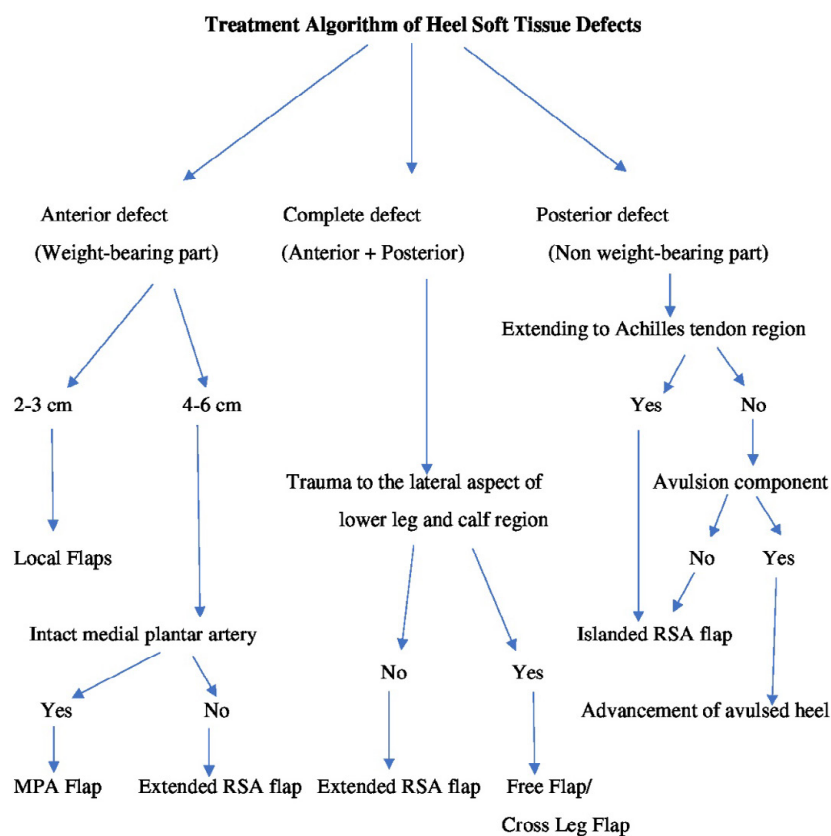 Treatment Algorithm of Heel Soft Tissue Defects
Anterior defect
(Weight-bearing part)
Complete defect
(Anterior + Posterior)
Posterior defect
(Non weight-bearing part)
Extending to Achilles tendon region
2-3 cm
4-6 cm
Yes
No
Trauma to the lateral aspect of
lower leg and calf region
Avulsion component
Local Flaps
No
Yes
Intact medial plantar artery
Islanded RSA flap
No
Yes
Yes
No
Advancement of avulsed heel
MPA Flap
Extended RSA flap
Extended RSA flap
Free Flap/
Cross Leg Flap